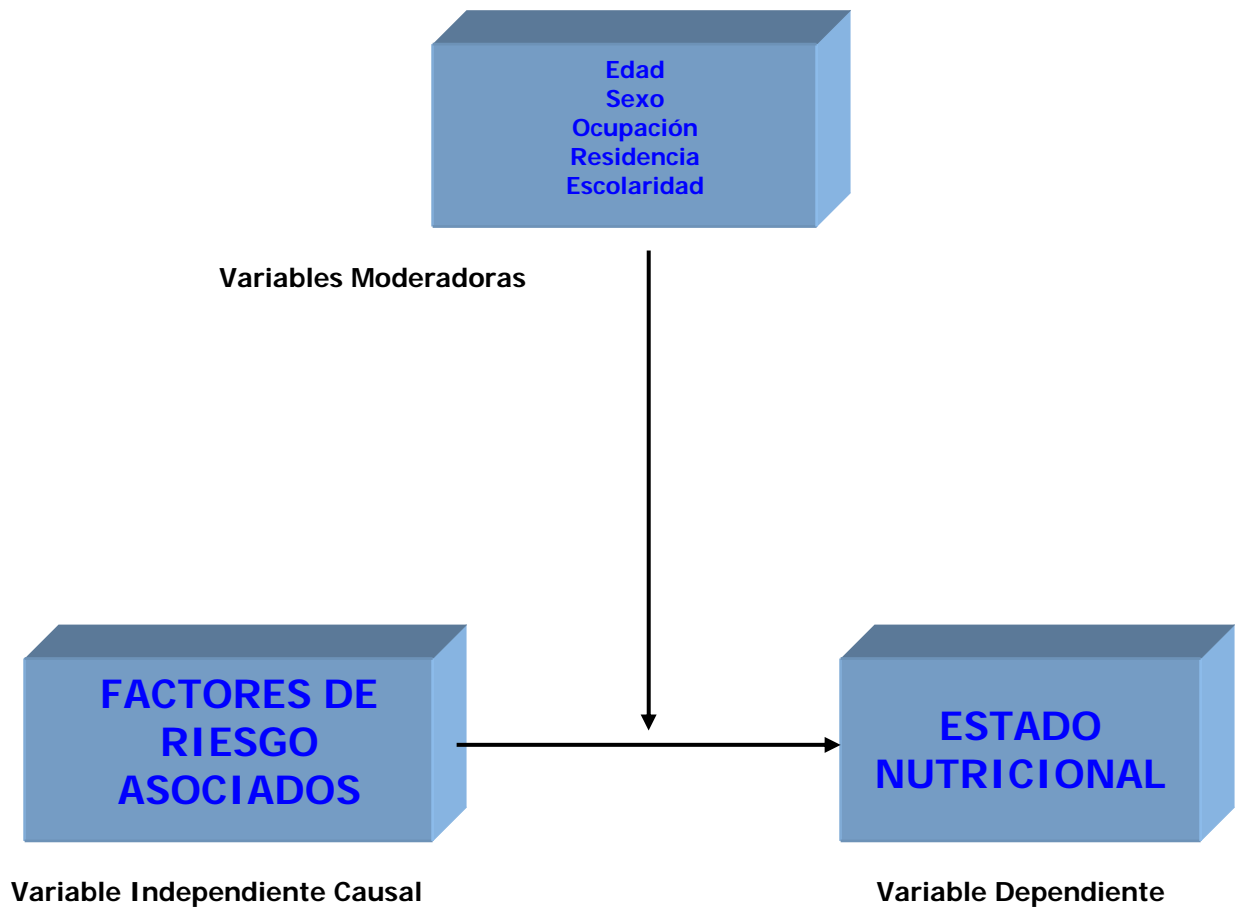 Edad
Sexo
Ocupación
Residencia
Escolaridad
Variables Moderadoras
FACTORES DE
RIESGO
ASOCIADOS
ESTADO
NUTRICIONAL
Variable Independiente Causal
Variable Dependiente